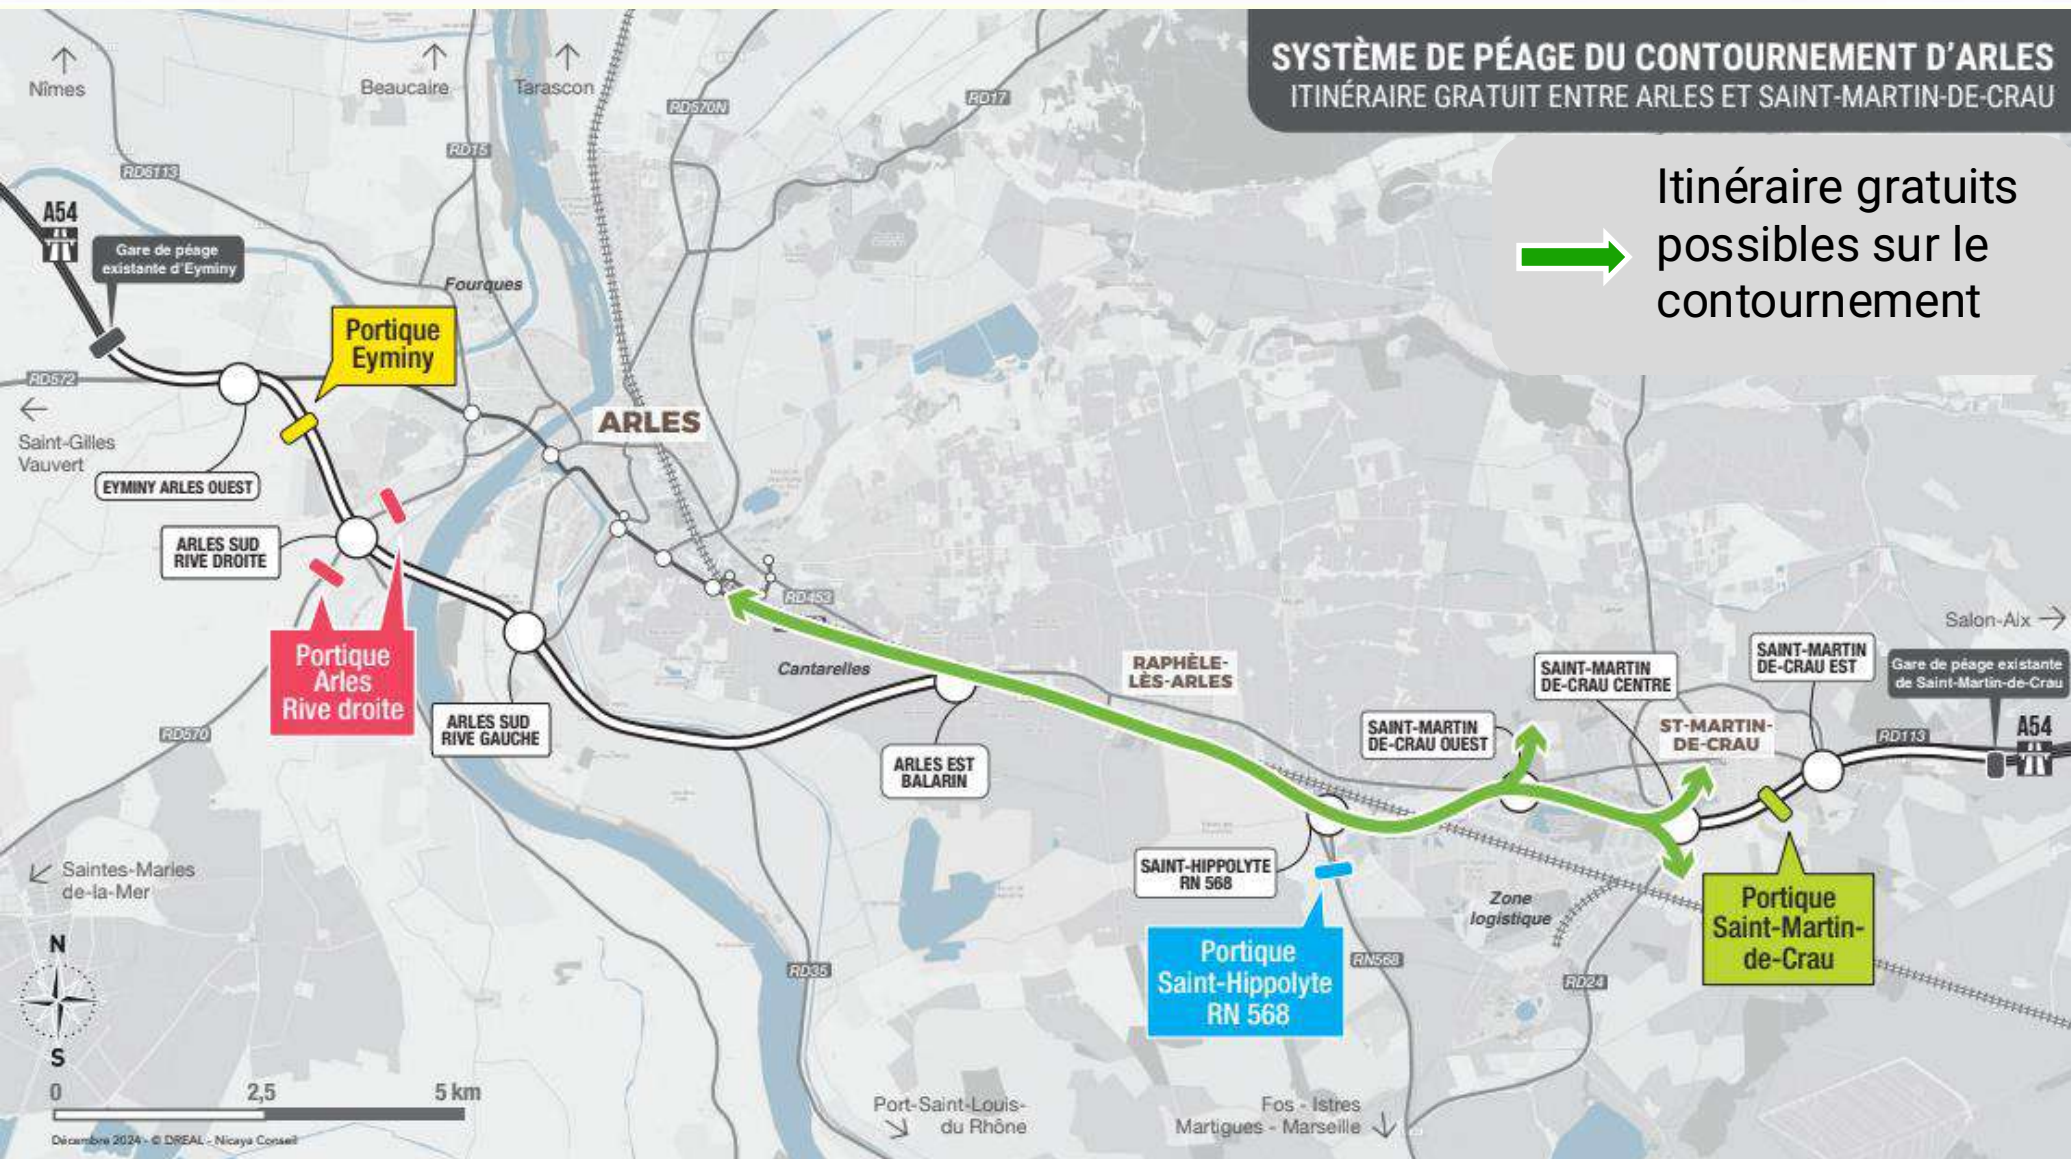 SYSTÈME DE PÉAGE DU CONTOURNEMENT D'ARLES
ITINÉRAIRE GRATUIT ENTRE ARLES ET SAINT-MARTIN-DE-CRAU
Itinéraire gratuits
possibles sur le
contournement
Nîmes
Beaucaire
Tarascon
RD570N
RD17
RD15
RD6113
A54
Gare de péage
existante d'Eyminy
Fourques
Portique
Eyminy
RD572
Saint-Gilles
Vauvert
ARLES
EYMINY ARLES OUEST
ARLES SUD
RIVE DROITE
RD453
Portique
Arles
Rive droite
Cantarelles
RAPHÈLE-
LÈS-ARLES
Salon-Aix
SAINT-MARTIN
DE-CRAU EST
SAINT-MARTIN
DE-CRAU CENTRE
Gare de péage existante
de Saint-Martin-de-Crau
ARLES SUD
RIVE GAUCHE
RD570
SAINT-MARTIN
DE-CRAU OUEST
ST-MARTIN-
DE-CRAU
RD113
A54
ARLES EST
BALARIN
SAINT-HIPPOLYTE
RN 568
Saintes-Maries
de-la-Mer
Zone
logistique
Portique
Saint-Martin-
de-Crau
Portique
Saint-Hippolyte
RN 568
RN568
RD35
RD24
N
S
0 2,5 5 km
Port-Saint-Louis-
du Rhône
Fos - Istres
Martigues - Marseille
Décembre 2024 - © DREAL - Nicaya Conseil